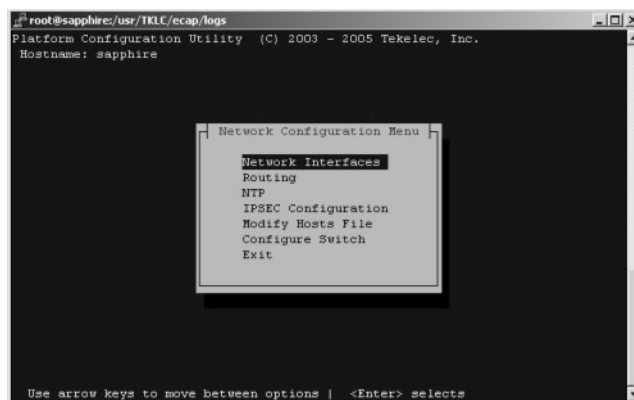 root@sapphire:/usr/TKLC/ecap/logs
Platform Configuration Utility (C) 2003 - 2005 Tekelec, Inc.
Hostname: sapphire
Network Configuration Menu
Network Interfaces
Routing
NTP
IPSEC Configuration
Modify Hosts File
Configure Switch
Exit
Use arrow keys to move between options | <Enter> selects